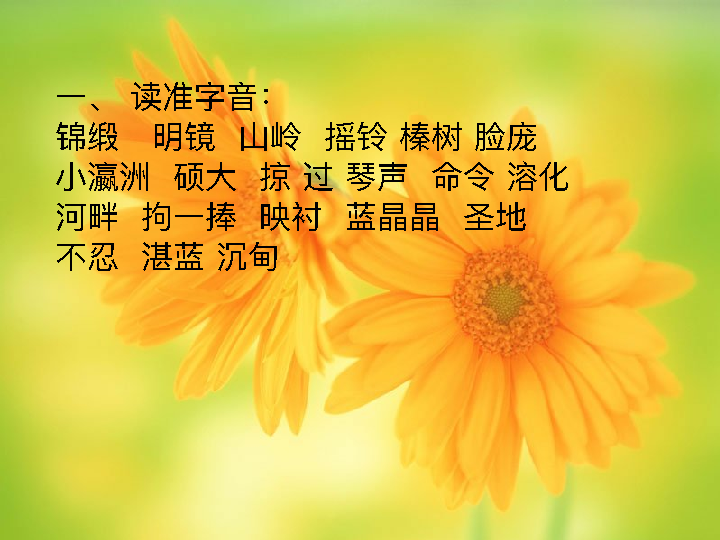 一、 读准字音：
锦缎 明镜 山岭 摇铃 榛树 脸庞
小瀛洲 硕大 掠 过 琴声 命令 溶化
河畔 拘一捧 映衬 蓝晶晶 圣地
不忍 湛蓝 沉甸